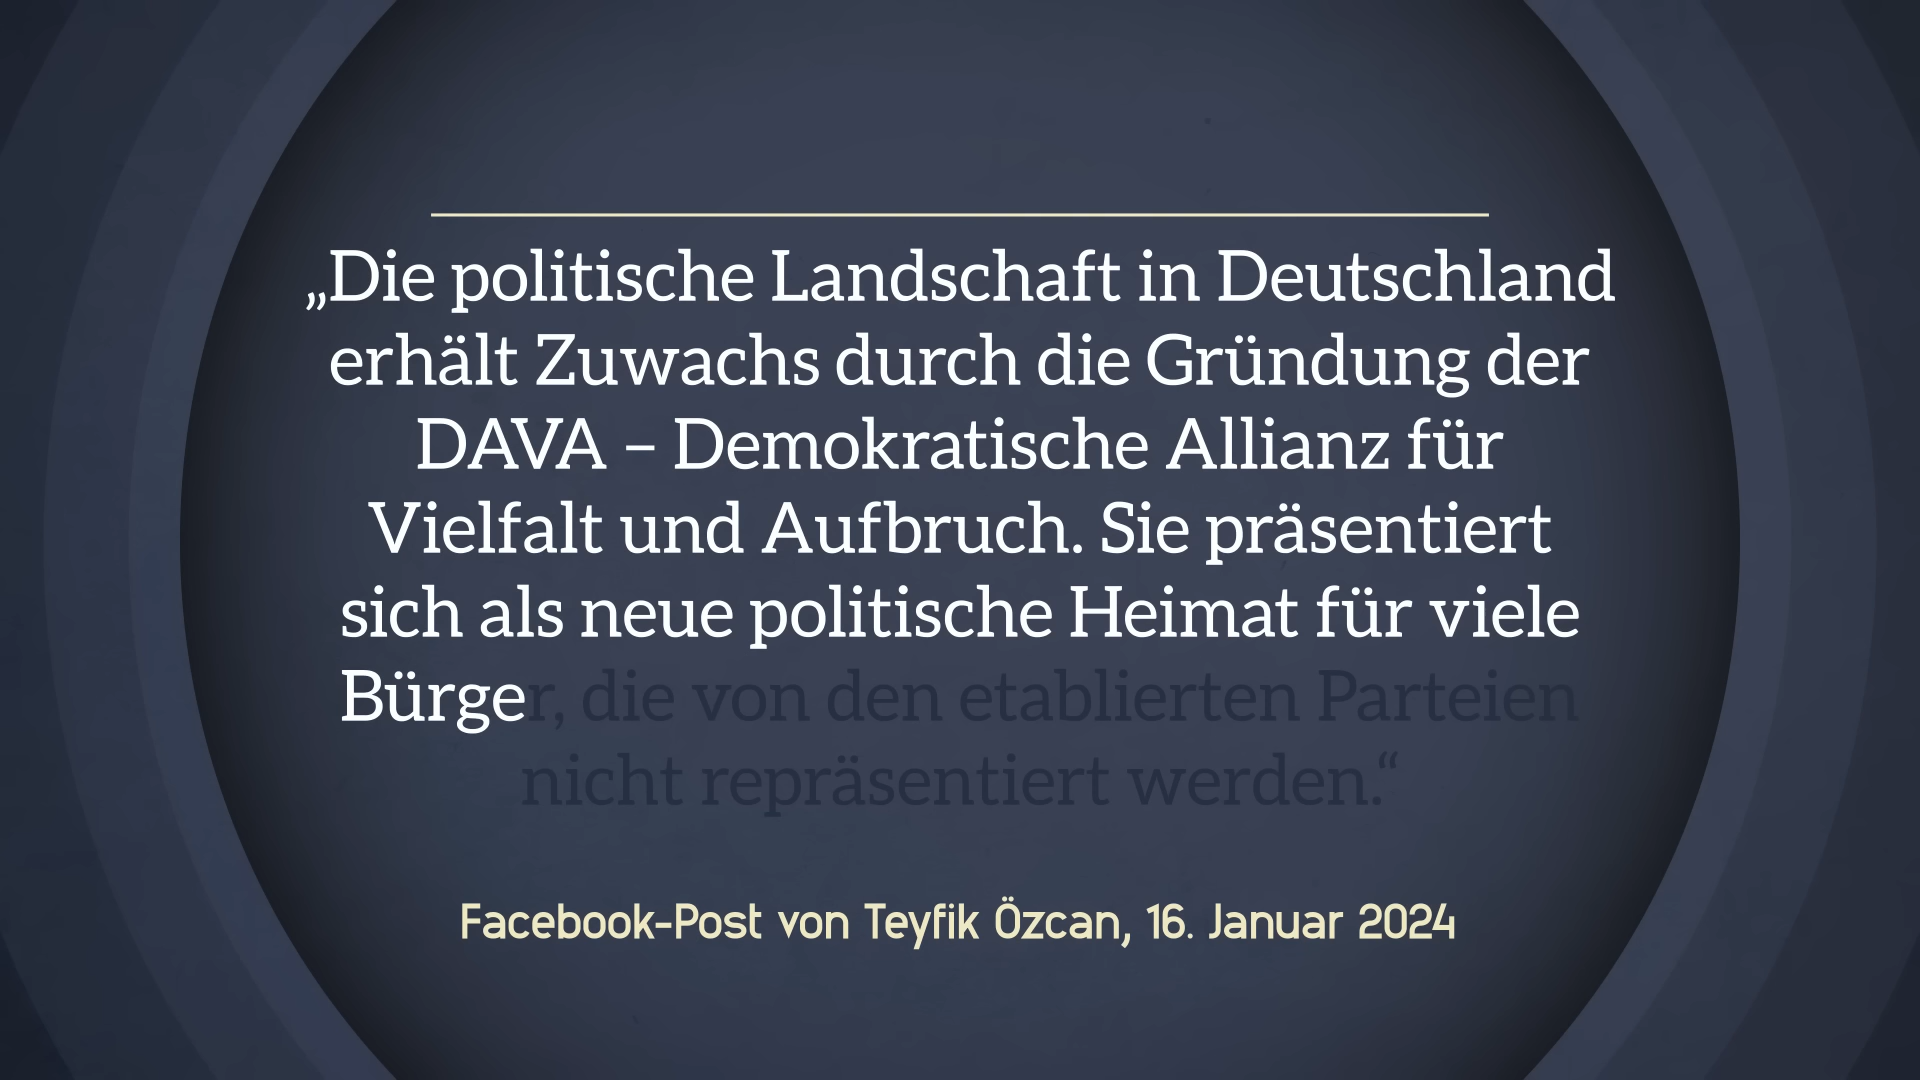 „Die politische Landschaft in Deutschland
erhält Zuwachs durch die Gründung der
DAVA – Demokratische Allianz für
Vielfalt und Aufbruch. Sie präsentiert
sich als neue politische Heimat für viele
Bürger, die von den etablierten Parteien
nicht repräsentiert werden.“
Facebook-Post von Teyfik Özcan, 16. Januar 2024